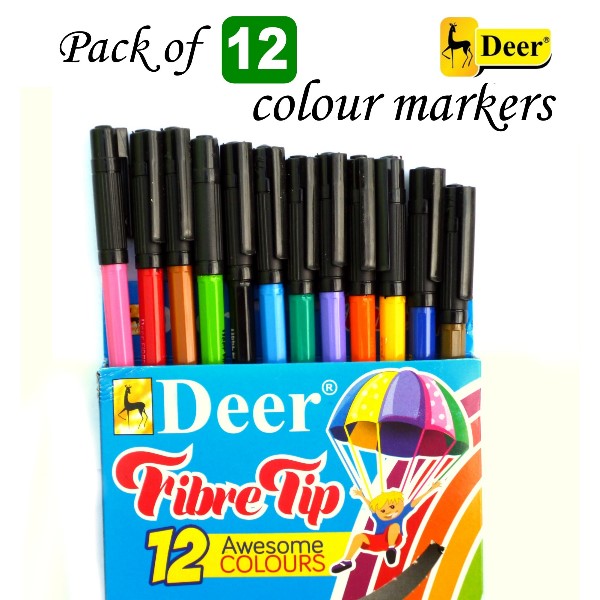 Pack of 12
Deer®
colour markers
Deer®
Fibre Tip
12 Awesome
COLOURS